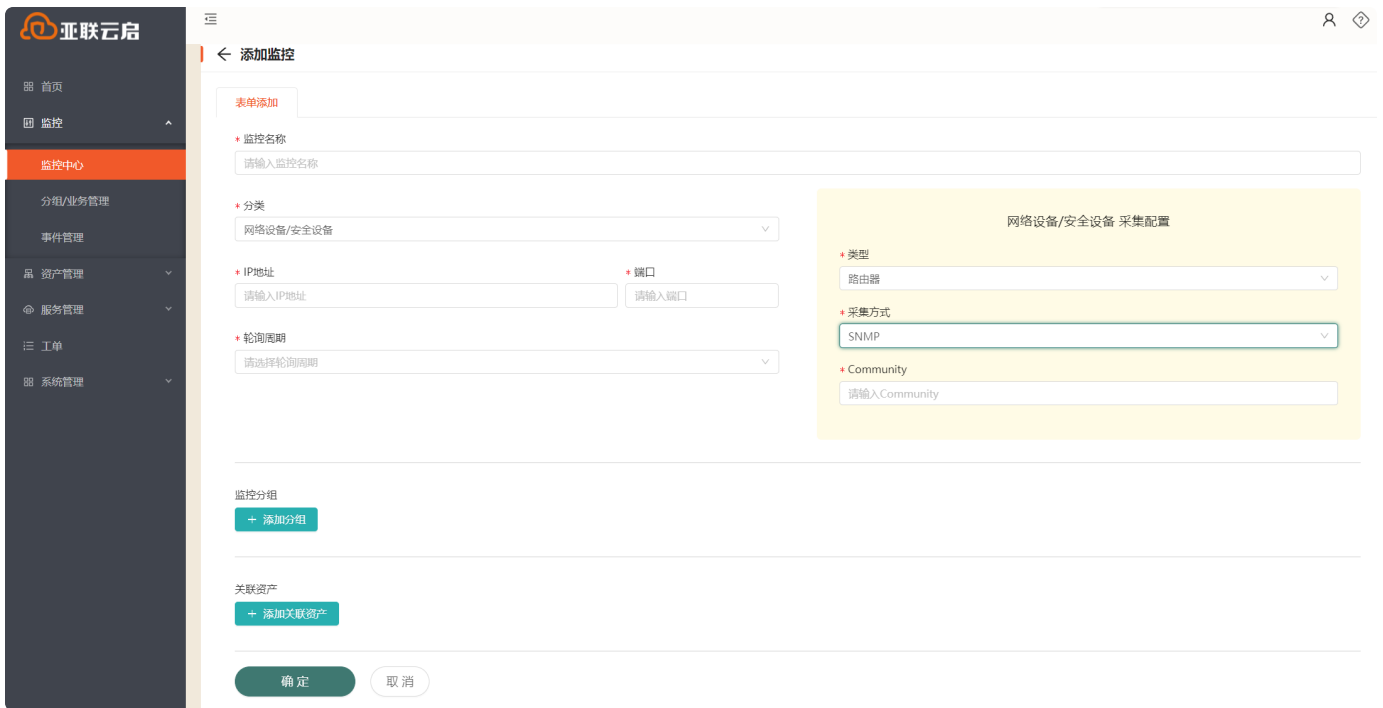 亚联云启
首页
监控
监控中心
分组/业务管理
事件管理
资产管理
服务管理
工单
系统管理
添加监控
表单添加
* 监控名称
请输入监控名称
* 分类
网络设备/安全设备
* IP地址
* 端口
请输入IP地址
请输入端口
* 轮询周期
请选择轮询周期
网络设备/安全设备 采集配置
* 类型
路由器
* 采集方式
SNMP
* Community
请输入Community
监控分组
+ 添加分组
关联资产
+ 添加关联资产
确 定
取 消